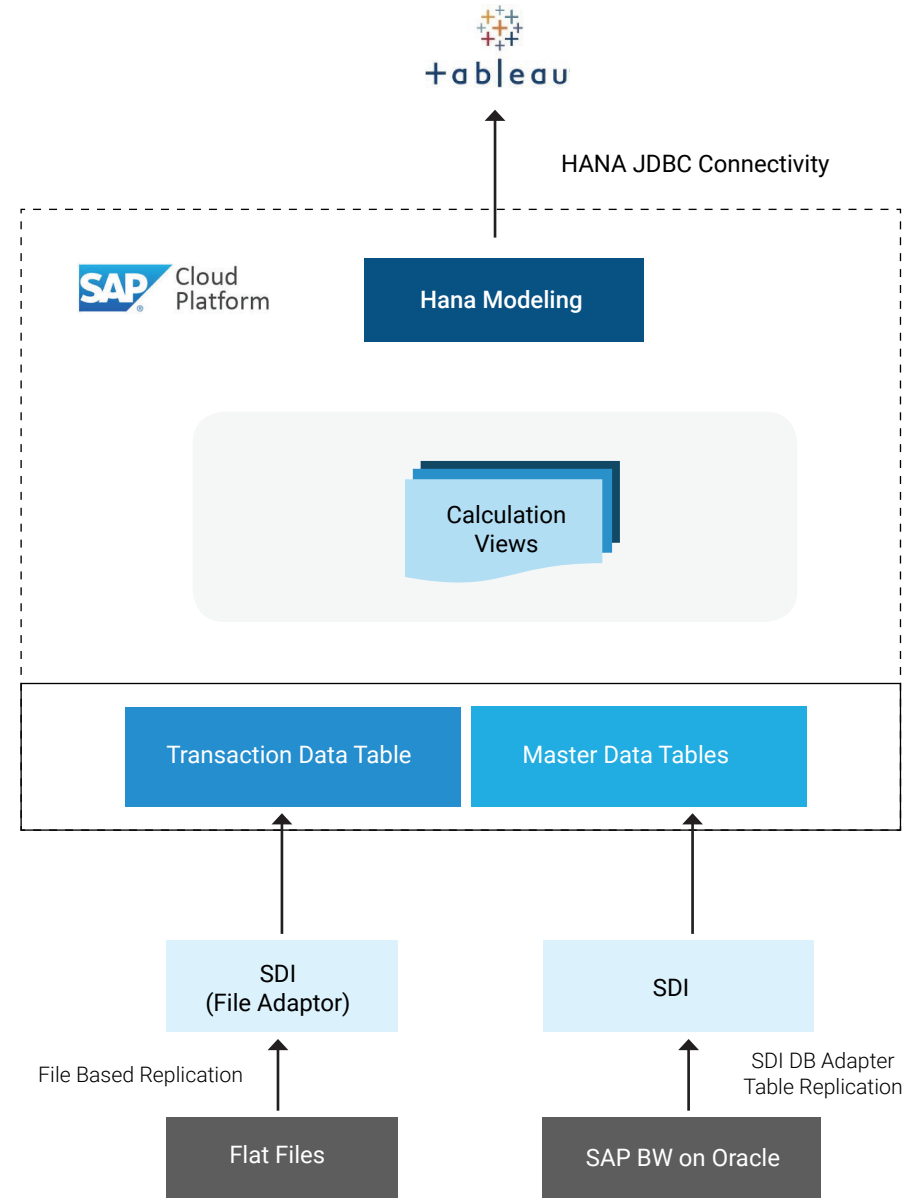 +ableau
HANA JDBC Connectivity
SAP®
Cloud
Platform
Hana Modeling
Calculation
Views
Transaction Data Table
Master Data Tables
SDI
(File Adaptor)
SDI
File Based Replication
SDI DB Adapter
Table Replication
Flat Files
SAP BW on Oracle